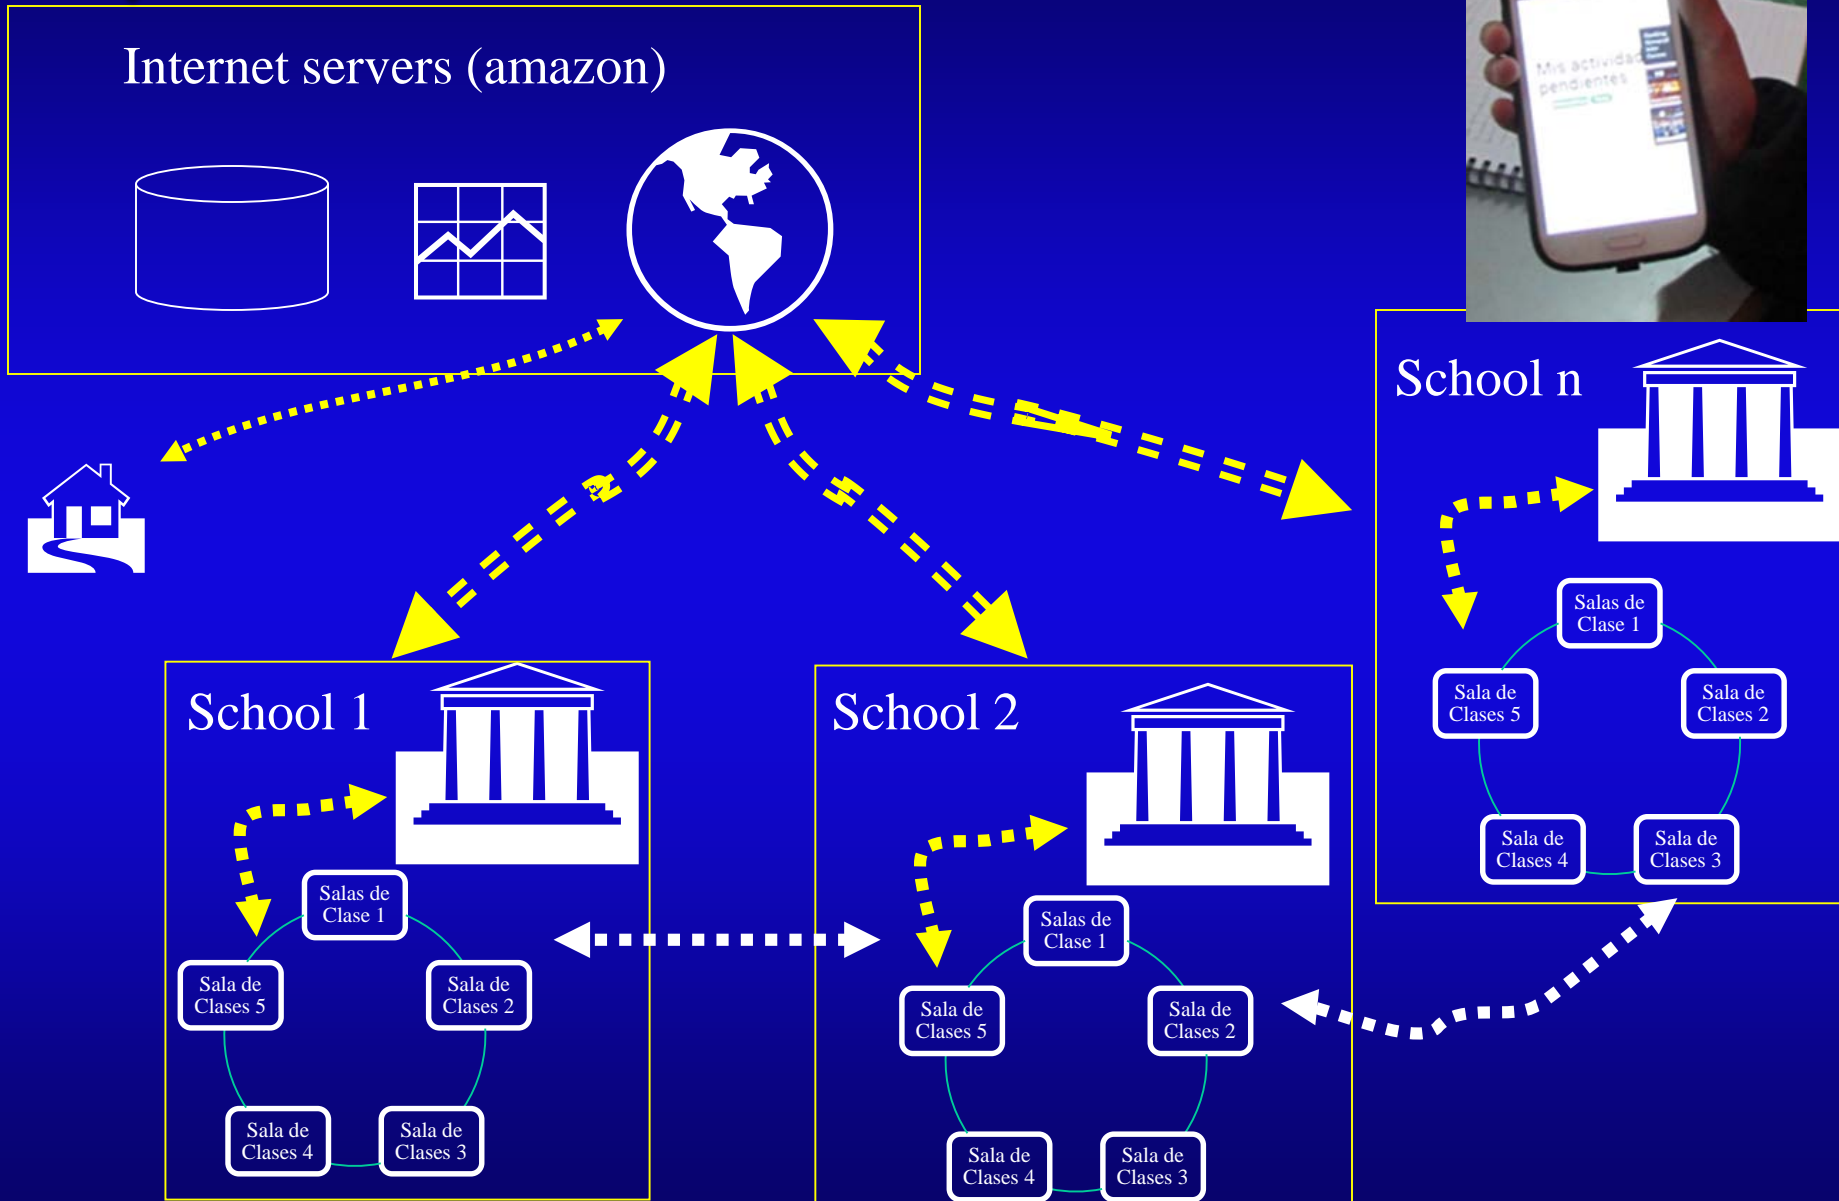 Internet servers (amazon)
Mis actividad
pendientes
School n
Salas de
Clase 1
Sala de
Clases 5
Sala de
Clases 2
Sala de
Clases 4
Sala de
Clases 3
School 1
Salas de
Clase 1
Sala de
Clases 5
Sala de
Clases 2
Sala de
Clases 4
Sala de
Clases 3
School 2
Salas de
Clase 1
Sala de
Clases 5
Sala de
Clases 2
Sala de
Clases 4
Sala de
Clases 3